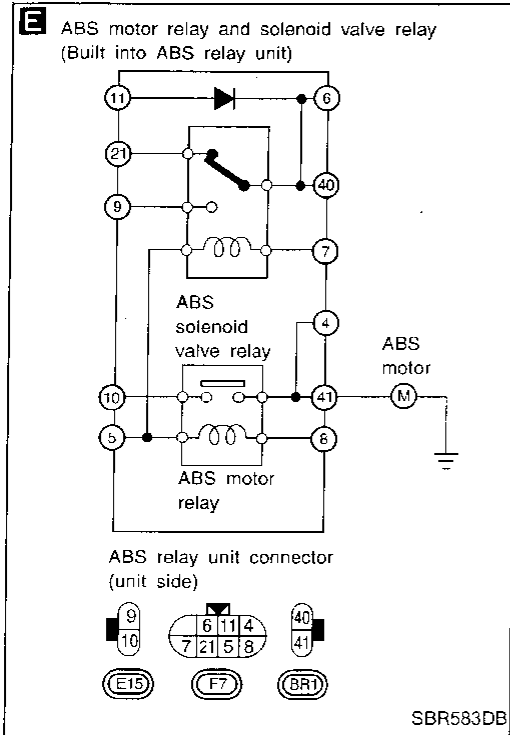 E ABS motor relay and solenoid valve relay
(Built into ABS relay unit)
11
6
21
40
9
7
ABS
solenoid
valve relay
4
ABS
motor
10
41
M
5
8
ABS motor
relay
ABS relay unit connector
(unit side)
9
10
6 11 4
7 21 5 8
40
41
E15
F7
BR1
SBR583DB